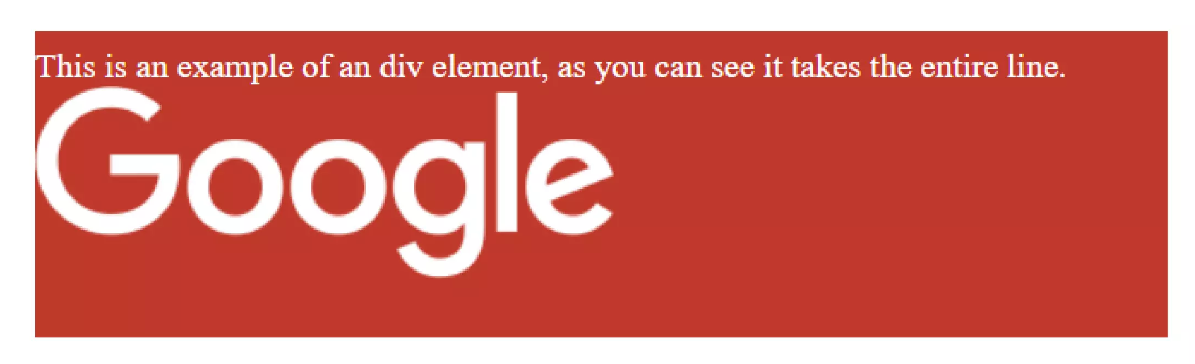 This is an example of an div element, as you can see it takes the entire line.
Google